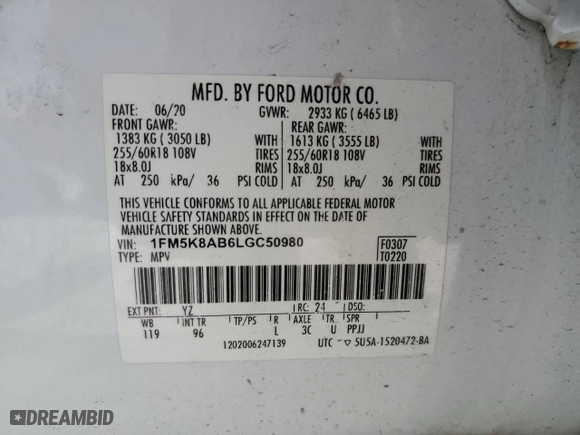 MFD. BY FORD MOTOR CO.
DATE: 06/20 GVWR: 2933 KG ( 6465 LB)
FRONT GAWR: REAR GAWR:
1383 KG ( 3050 LB) WITH 1613 KG ( 3555 LB) WITH
255/60R18 108V TIRES 255/60R18 108V TIRES
18x8.0J RIMS 18x8.0J RIMS
AT 250 kPa/ 36 PSI COLD AT 250 kPa/ 36 PSI COLD
THIS VEHICLE CONFORMS TO ALL APPLICABLE FEDERAL MOTOR
VEHICLE SAFETY STANDARDS IN EFFECT ON THE DATE OF
MANUFACTURE SHOWN ABOVE.
VIN: 1FM5K8AB6LGC50980 F0307
TYPE: MPV T0220
EXT PNT: YZ RC: 24 DSO:
WB INT TR TP/PS R AXLE TR SPR
119 96 L 3C U PPJJ
1202006247139 UTC ▽ 5U5A-1520472-8A
DREAMBID